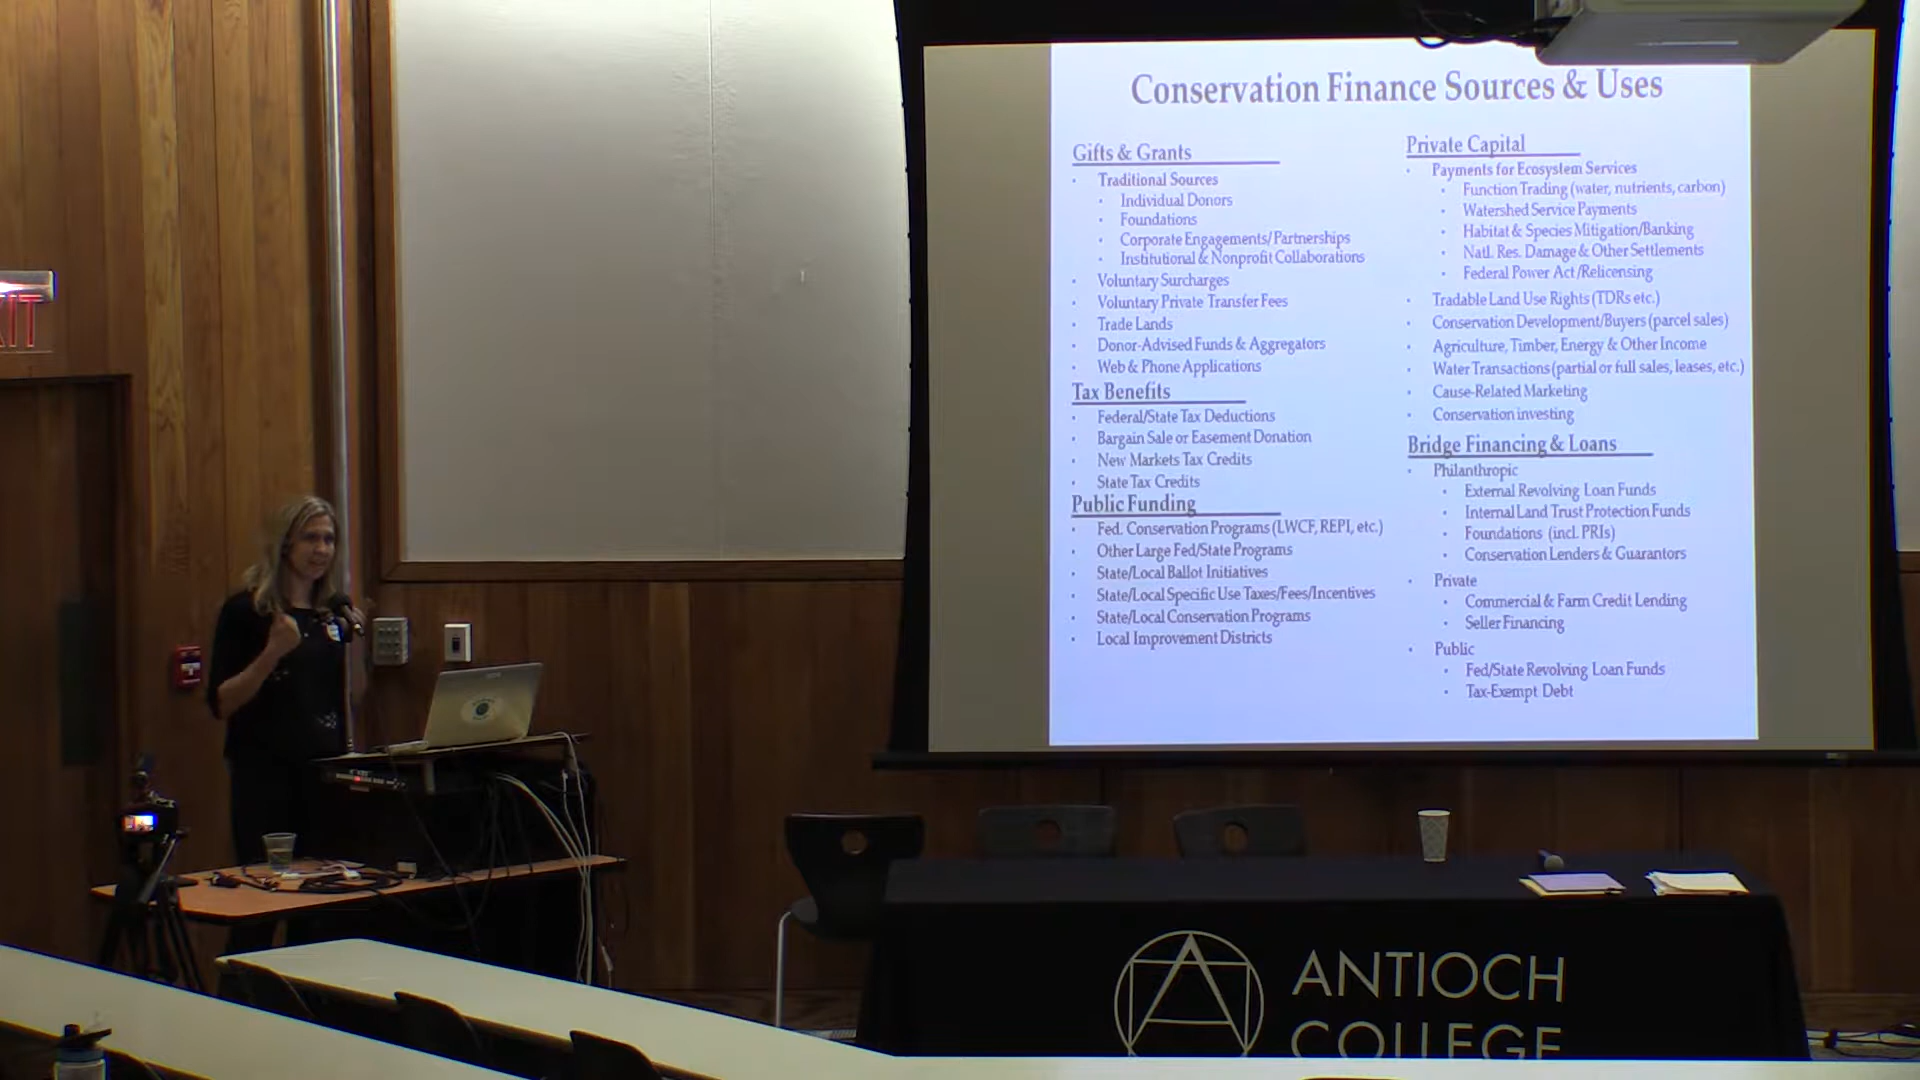 Conservation Finance Sources & Uses
Gifts & Grants
Traditional Sources
Individual Donors
Foundations
Corporate Engagements/Partnerships
Institutional & Nonprofit Collaborations
Voluntary Surcharges
Voluntary Private Transfer Fees
Trade Lands
Donor-Advised Funds & Aggregators
Web & Phone Applications
Tax Benefits
Federal/State Tax Deductions
Bargain Sale or Easement Donation
New Markets Tax Credits
State Tax Credits
Public Funding
Fed. Conservation Programs (LWCF, REPI, etc.)
Other Large Fed/State Programs
State/Local Ballot Initiatives
State/Local Specific Use Taxes/Fees/Incentives
State/Local Conservation Programs
Local Improvement Districts
Private Capital
Payments for Ecosystem Services
Function Trading (water, nutrients, carbon)
Watershed Service Payments
Habitat & Species Mitigation/Banking
Natl. Res. Damage & Other Settlements
Federal Power Act /Relicensing
Tradable Land Use Rights (TDRs etc.)
Conservation Development/Buyers (parcel sales)
Agriculture, Timber, Energy & Other Income
Water Transactions (partial or full sales, leases, etc.)
Cause-Related Marketing
Conservation investing
Bridge Financing & Loans
Philanthropic
External Revolving Loan Funds
Internal Land Trust Protection Funds
Foundations (incl. PRIs)
Conservation Lenders & Guarantors
Private
Commercial & Farm Credit Lending
Seller Financing
Public
Fed/State Revolving Loan Funds
Tax-Exempt Debt
XIT
ANTIOCH
COLLEGE